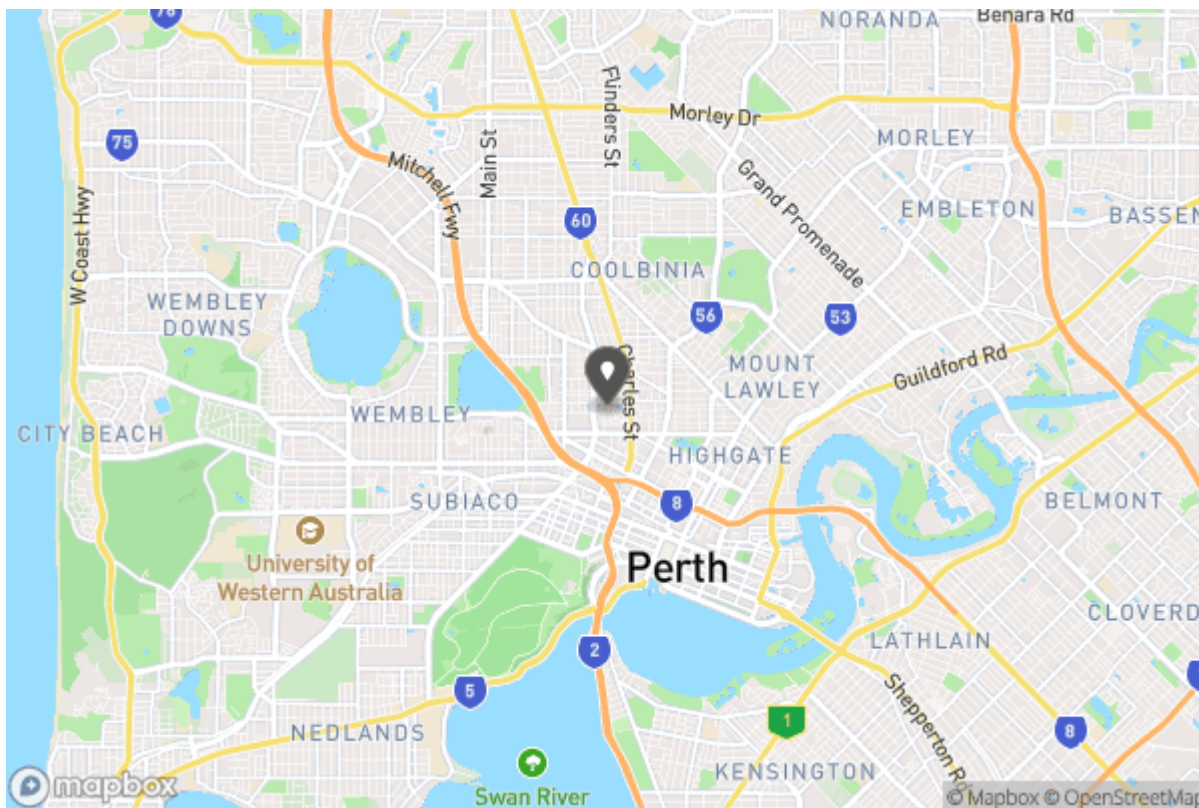 75
NORANDA
Benara Rd
Flinders St
Morley Dr
75
Main St
MORLEY
Mitchell Fwy
Grand Promenade
EMBLETON
BASSEN
60
W Coast Hwy
COOLBINIA
WEMBLEY
DOWNS
56
53
Charles St
MOUNT
LAWLEY
Guildford Rd
WEMBLEY
CITY BEACH
HIGHGATE
SUBIACO
8
BELMONT
University of
Western Australia
Perth
CLOVERD
LATHLAIN
2
5
Shepperton Rd
1
8
NEDLANDS
KENSINGTON
Swan River
mapbox
© Mapbox © OpenStreetMap